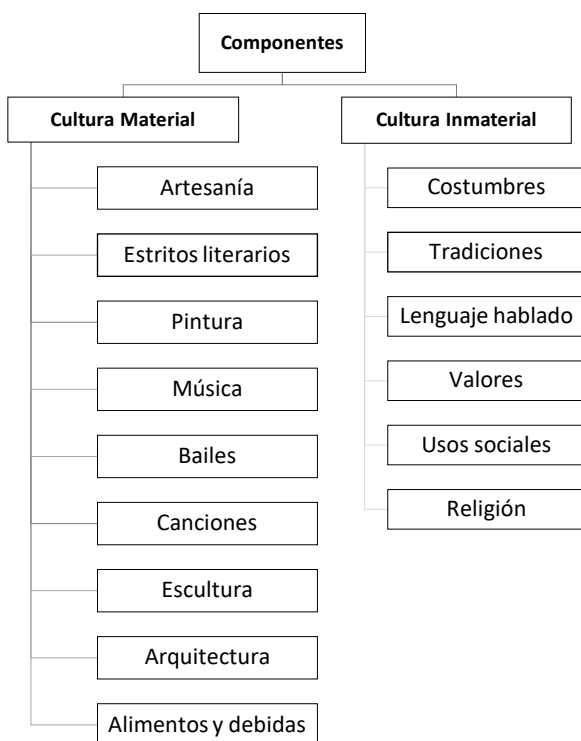 Componentes
Cultura Material
Artesanía
Estritos literarios
Pintura
Música
Bailes
Canciones
Escultura
Arquitectura
Alimentos y debidas
Cultura Inmaterial
Costumbres
Tradiciones
Lenguaje hablado
Valores
Usos sociales
Religión